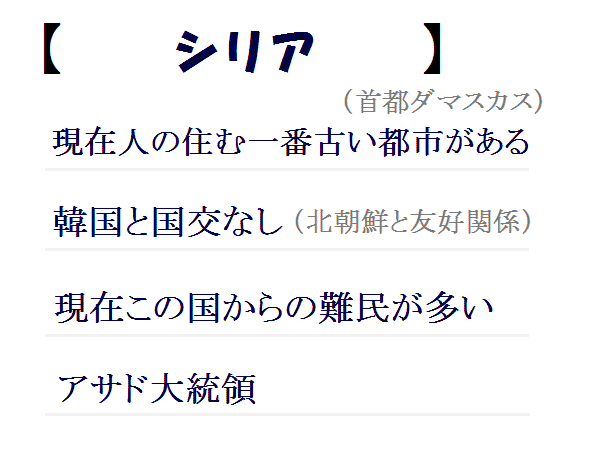 【 シリア 】
（首都ダマスカス）
現在人の住む一番古い都市がある
韓国と国交なし（北朝鮮と友好関係）
現在この国からの難民が多い
アサド大統領